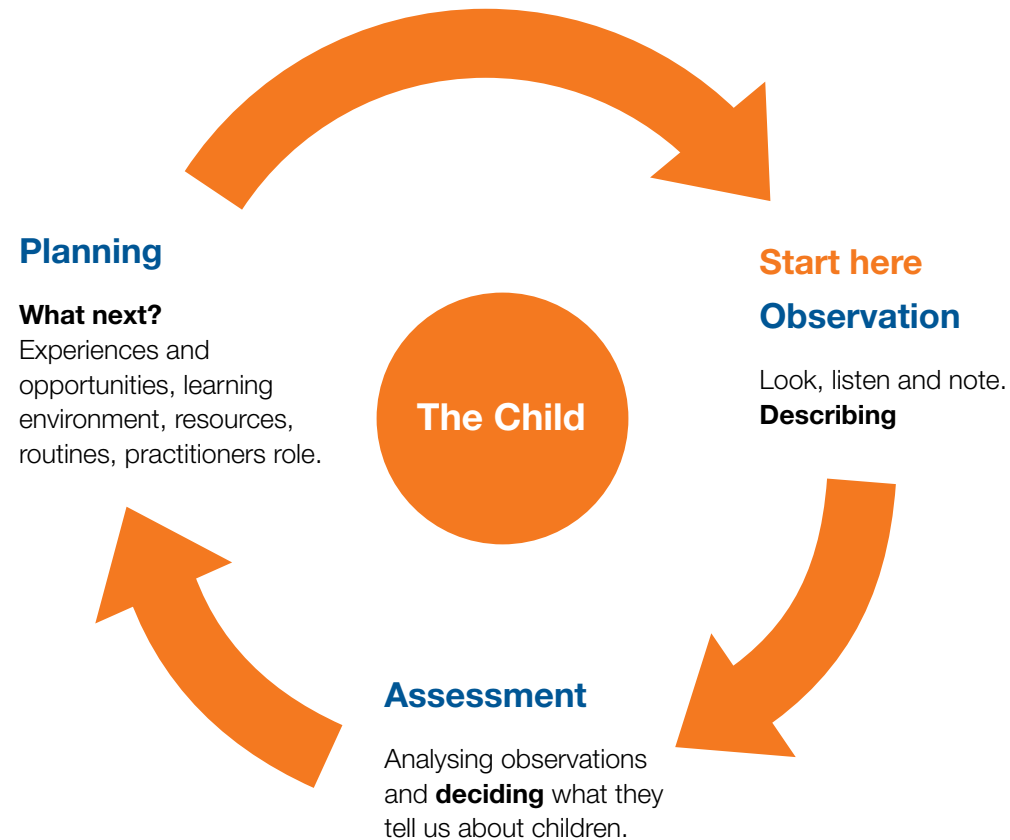 Planning
What next?
Experiences and
opportunities, learning
environment, resources,
routines, practitioners role.
The Child
Start here
Observation
Look, listen and note.
Describing
Assessment
Analysing observations
and deciding what they
tell us about children.